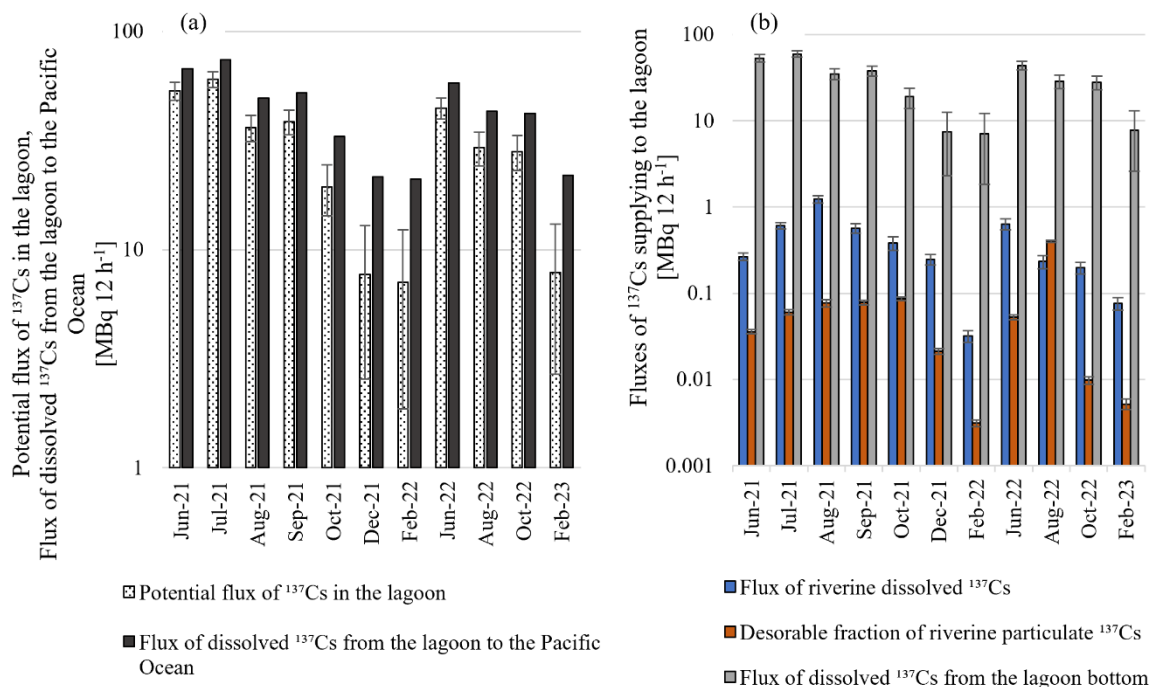 (a)
Potential flux of ¹³⁷Cs in the lagoon,
Flux of dissolved ¹³⁷Cs from the lagoon to the Pacific
Ocean
[MBq 12 h⁻¹]
100
10
1
Jun-21
Jul-21
Aug-21
Sep-21
Oct-21
Dec-21
Feb-22
Jun-22
Aug-22
Oct-22
Feb-23
Potential flux of ¹³⁷Cs in the lagoon
Flux of dissolved ¹³⁷Cs from the lagoon to the Pacific
Ocean
(b)
Fluxes of ¹³⁷Cs supplying to the lagoon
[MBq 12 h⁻¹]
100
10
1
0.1
0.01
0.001
Jun-21
Jul-21
Aug-21
Sep-21
Oct-21
Dec-21
Feb-22
Jun-22
Aug-22
Oct-22
Feb-23
Flux of riverine dissolved ¹³⁷Cs
Desorable fraction of riverine particulate ¹³⁷Cs
Flux of dissolved ¹³⁷Cs from the lagoon bottom